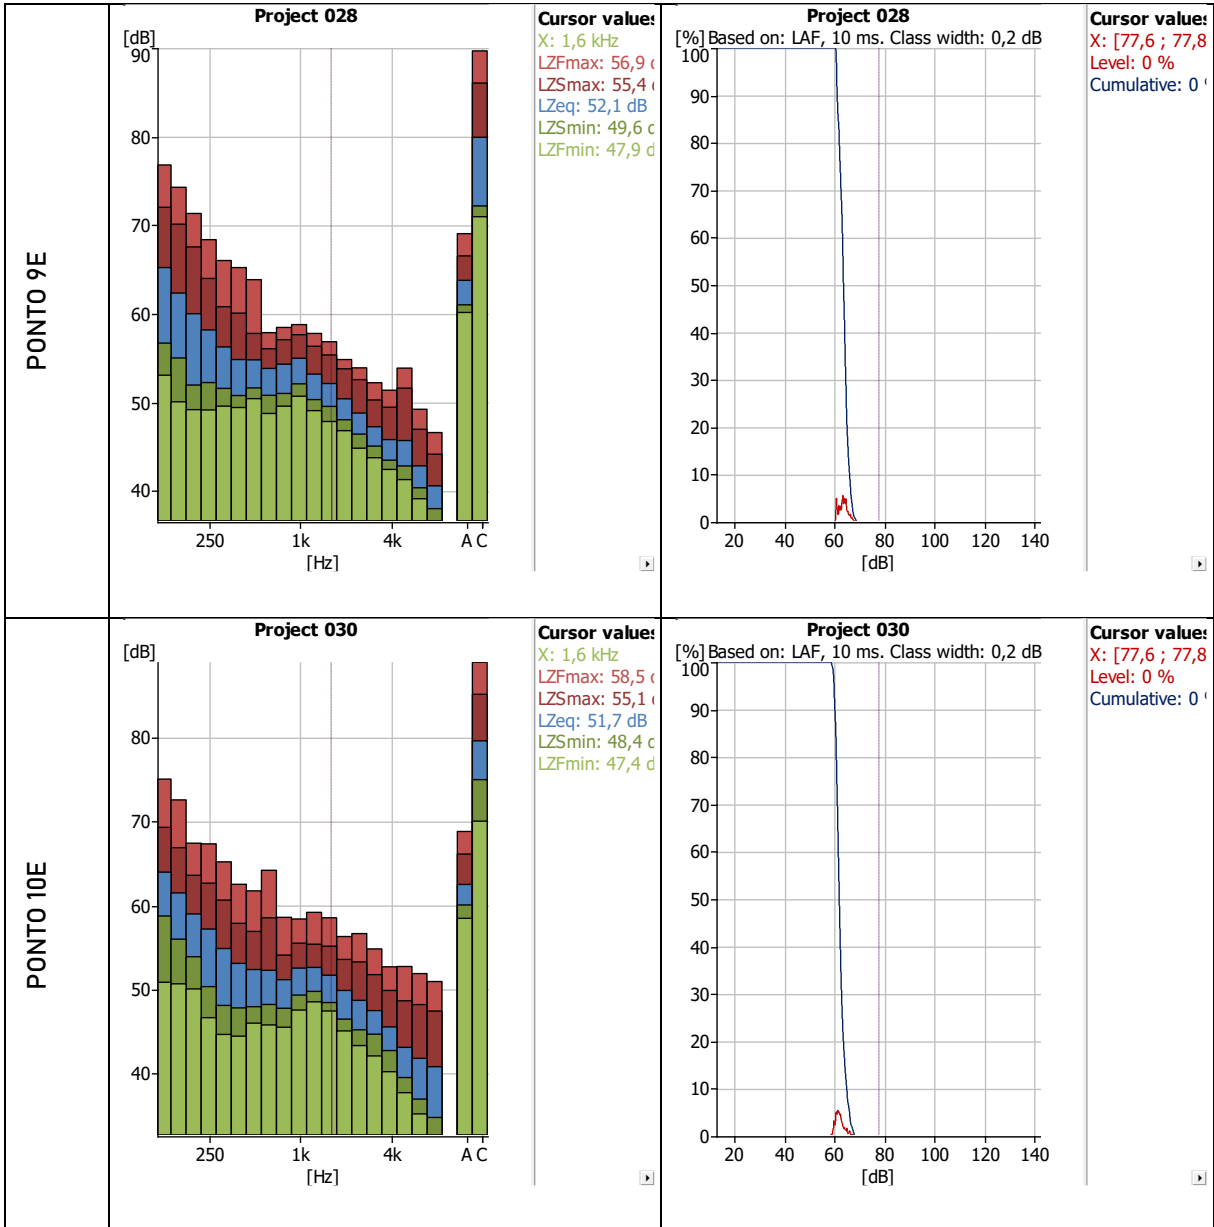 PONTO 9E
Project 028
[dB]
90
80
70
60
50
40
250 1k 4k A C
[Hz]
Cursor values
X: 1,6 kHz
LZFmax: 56,9 d
LZSmax: 55,4 d
LZeq: 52,1 dB
LZSmin: 49,6 d
LZFmin: 47,9 d
Project 028
[%] Based on: LAF, 10 ms. Class width: 0,2 dB
100
90
80
70
60
50
40
30
20
10
0
20 40 60 80 100 120 140
[dB]
Cursor values
X: [77,6 ; 77,8
Level: 0 %
Cumulative: 0 %
PONTO 10E
Project 030
[dB]
80
70
60
50
40
250 1k 4k A C
[Hz]
Cursor values
X: 1,6 kHz
LZFmax: 58,5 d
LZSmax: 55,1 d
LZeq: 51,7 dB
LZSmin: 48,4 d
LZFmin: 47,4 d
Project 030
[%] Based on: LAF, 10 ms. Class width: 0,2 dB
100
90
80
70
60
50
40
30
20
10
0
20 40 60 80 100 120 140
[dB]
Cursor values
X: [77,6 ; 77,8
Level: 0 %
Cumulative: 0 %